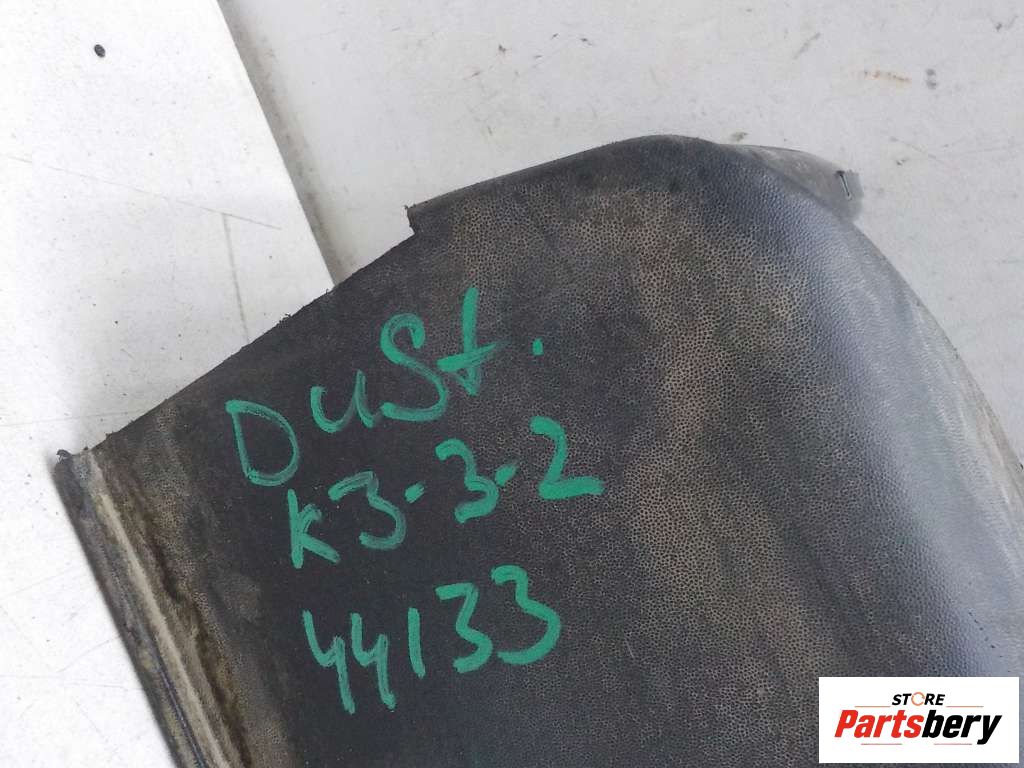 Dust.
K3-3-2
44133
STORE
Partsbery